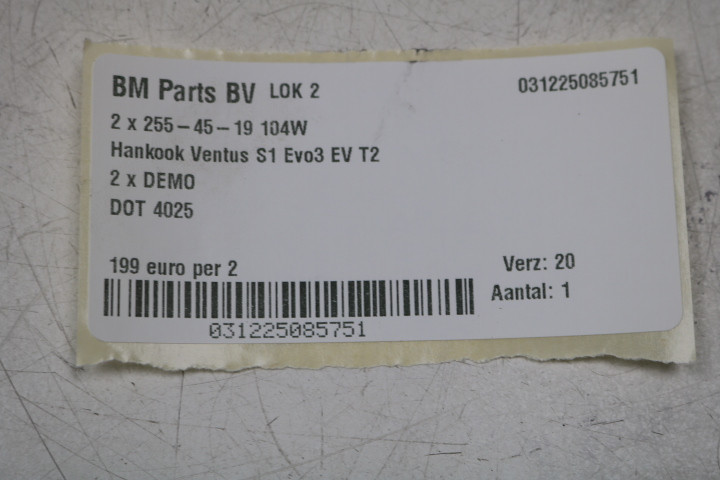 BM Parts BV LOK 2 031225085751
2 x 255-45-19 104W
Hankook Ventus S1 Evo3 EV T2
2 x DEMO
DOT 4025
199 euro per 2 Verz: 20
Aantal: 1
031225085751